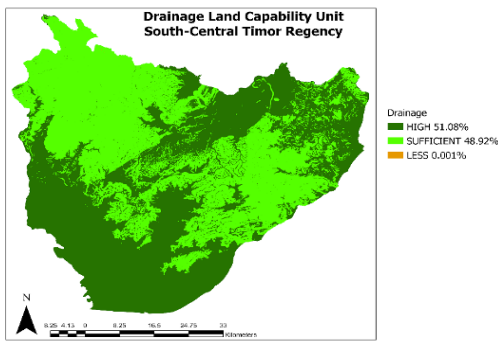 Drainage Land Capability Unit
South-Central Timor Regency
Drainage
HIGH 51.08%
SUFFICIENT 48.92%
LESS 0.001%
N
8.25 4.13 0 8.25 16.5 24.75 33
Kilometers